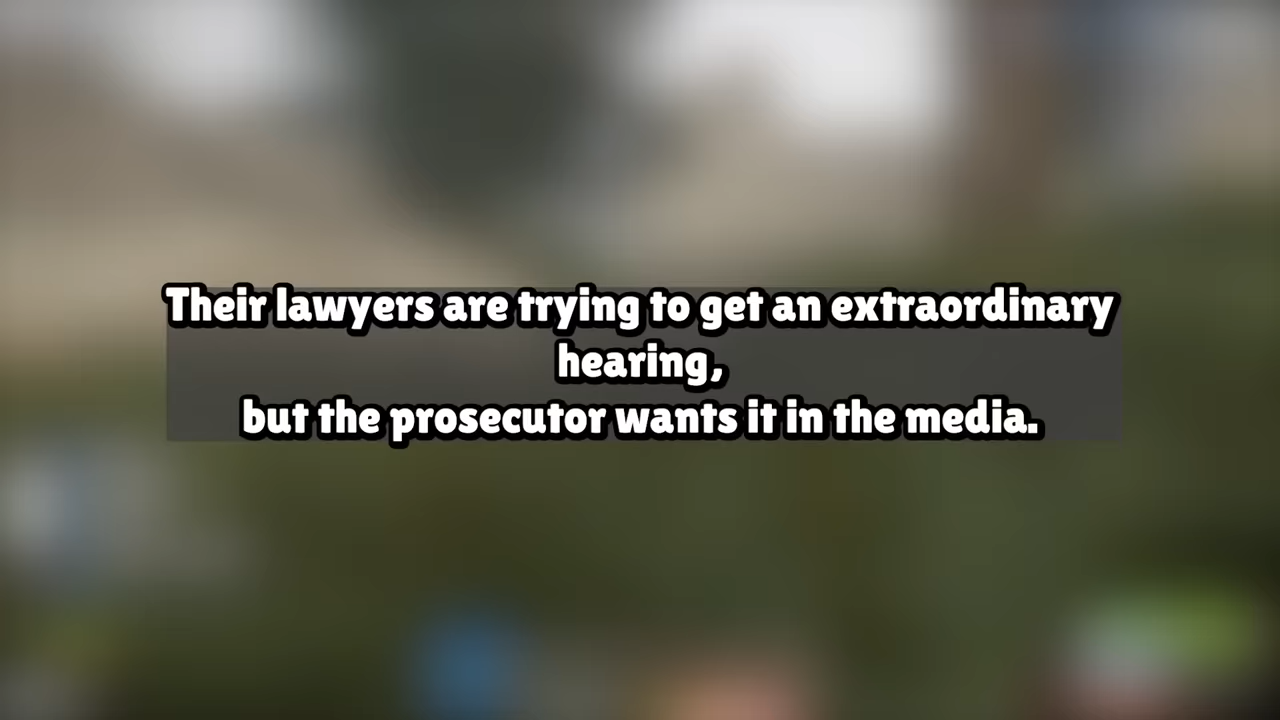 Their lawyers are trying to get an extraordinary
hearing,
but the prosecutor wants it in the media.